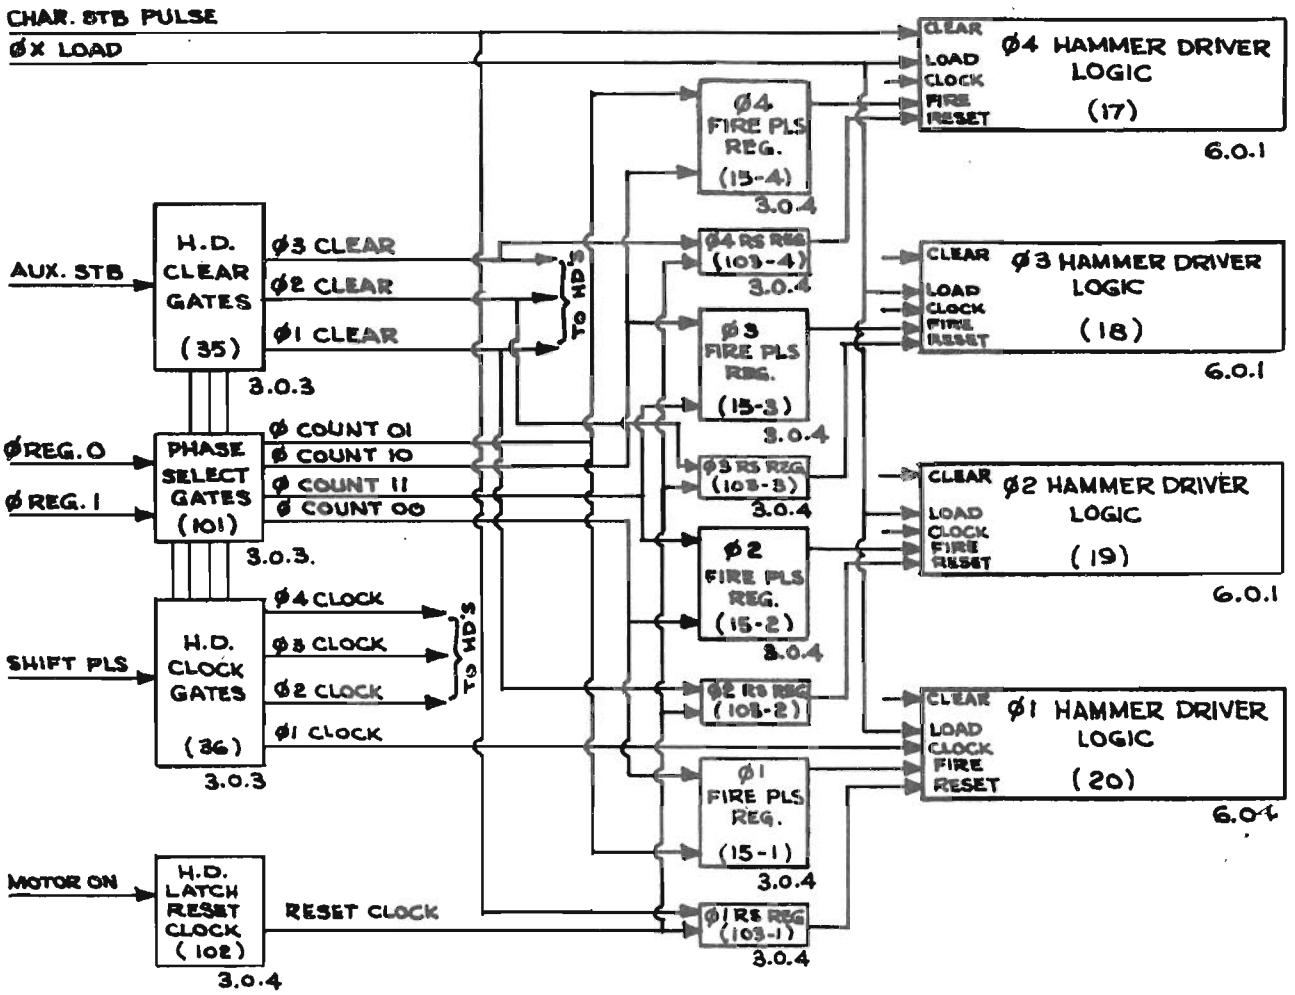 CHAR. STB PULSE
ØX LOAD
CLEAR
LOAD
CLOCK
FIRE
RESET
Ø4 HAMMER DRIVER
LOGIC
(17)
6.0.1
Ø4
FIRE PLS
REG.
(15-4)
3.0.4
H.D.
CLEAR
GATES
(35)
3.0.3
AUX. STB
Ø3 CLEAR
Ø2 CLEAR
Ø1 CLEAR
TO HD'S
Ø4 RS REG
(103-4)
3.0.4
CLEAR
LOAD
CLOCK
FIRE
RESET
Ø3 HAMMER DRIVER
LOGIC
(18)
6.0.1
Ø3
FIRE PLS
REG.
(15-3)
3.0.4
ØREG. 0
ØREG. 1
PHASE
SELECT
GATES
(101)
3.0.3.
Ø COUNT 01
Ø COUNT 10
Ø COUNT 11
Ø COUNT 00
Ø3 RS REG
(103-3)
3.0.4
CLEAR
LOAD
CLOCK
FIRE
RESET
Ø2 HAMMER DRIVER
LOGIC
(19)
6.0.1
Ø2
FIRE PLS
REG.
(15-2)
3.0.4
SHIFT PLS
H.D.
CLOCK
GATES
(36)
3.0.3
Ø4 CLOCK
Ø3 CLOCK
Ø2 CLOCK
Ø1 CLOCK
TO HD'S
Ø2 RS REG
(103-2)
CLEAR
LOAD
CLOCK
FIRE
RESET
Ø1 HAMMER DRIVER
LOGIC
(20)
Ø1
FIRE PLS
REG.
(15-1)
3.0.4
MOTOR ON
H.D.
LATCH
RESET
CLOCK
(102)
3.0.4
RESET CLOCK
Ø1 RS REG
(103-1)
3.0.4